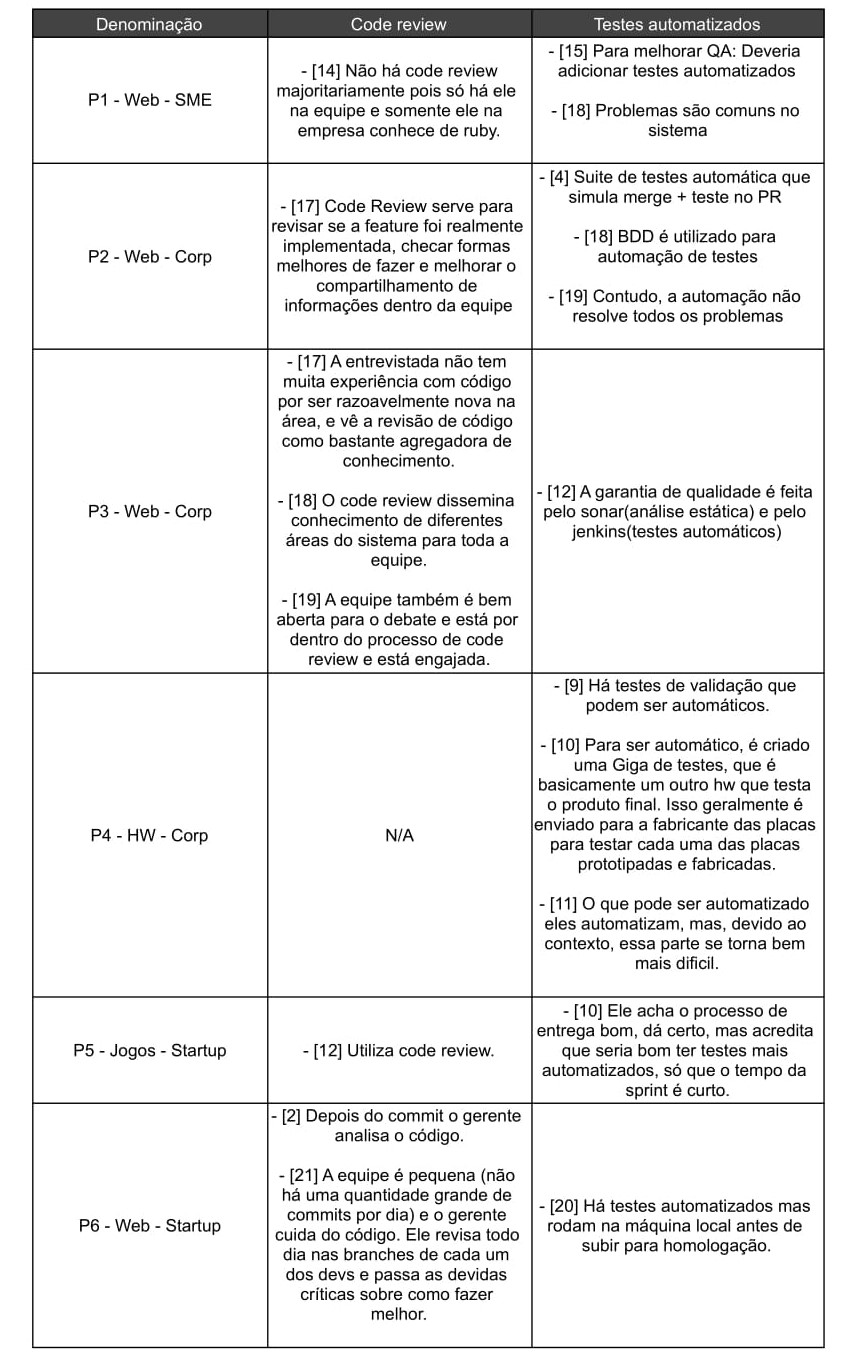 Denominação
Code review
Testes automatizados
P1 - Web - SME
- [14] Não há code review
majoritariamente pois só há ele
na equipe e somente ele na
empresa conhece de ruby.
- [15] Para melhorar QA: Deveria
adicionar testes automatizados
- [18] Problemas são comuns no
sistema
P2 - Web - Corp
- [17] Code Review serve para
revisar se a feature foi realmente
implementada, checar formas
melhores de fazer e melhorar o
compartilhamento de
informações dentro da equipe
- [4] Suite de testes automática que
simula merge + teste no PR
- [18] BDD é utilizado para
automação de testes
- [19] Contudo, a automação não
resolve todos os problemas
P3 - Web - Corp
- [17] A entrevistada não tem
muita experiência com código
por ser razoavelmente nova na
área, e vê a revisão de código
como bastante agregadora de
conhecimento.
- [18] O code review dissemina
conhecimento de diferentes
áreas do sistema para toda a
equipe.
- [19] A equipe também é bem
aberta para o debate e está por
dentro do processo de code
review e está engajada.
- [12] A garantia de qualidade é feita
pelo sonar(análise estática) e pelo
jenkins(testes automáticos)
P4 - HW - Corp
N/A
- [9] Há testes de validação que
podem ser automáticos.
- [10] Para ser automático, é criado
uma Giga de testes, que é
basicamente um outro hw que testa
o produto final. Isso geralmente é
enviado para a fabricante das placas
para testar cada uma das placas
prototipadas e fabricadas.
- [11] O que pode ser automatizado
eles automatizam, mas, devido ao
contexto, essa parte se torna bem
mais dificil.
P5 - Jogos - Startup
- [12] Utiliza code review.
- [10] Ele acha o processo de
entrega bom, dá certo, mas acredita
que seria bom ter testes mais
automatizados, só que o tempo da
sprint é curto.
P6 - Web - Startup
- [2] Depois do commit o gerente
analisa o código.
- [21] A equipe é pequena (não
há uma quantidade grande de
commits por dia) e o gerente
cuida do código. Ele revisa todo
dia nas branches de cada um
dos devs e passa as devidas
críticas sobre como fazer
melhor.
- [20] Há testes automatizados mas
rodam na máquina local antes de
subir para homologação.